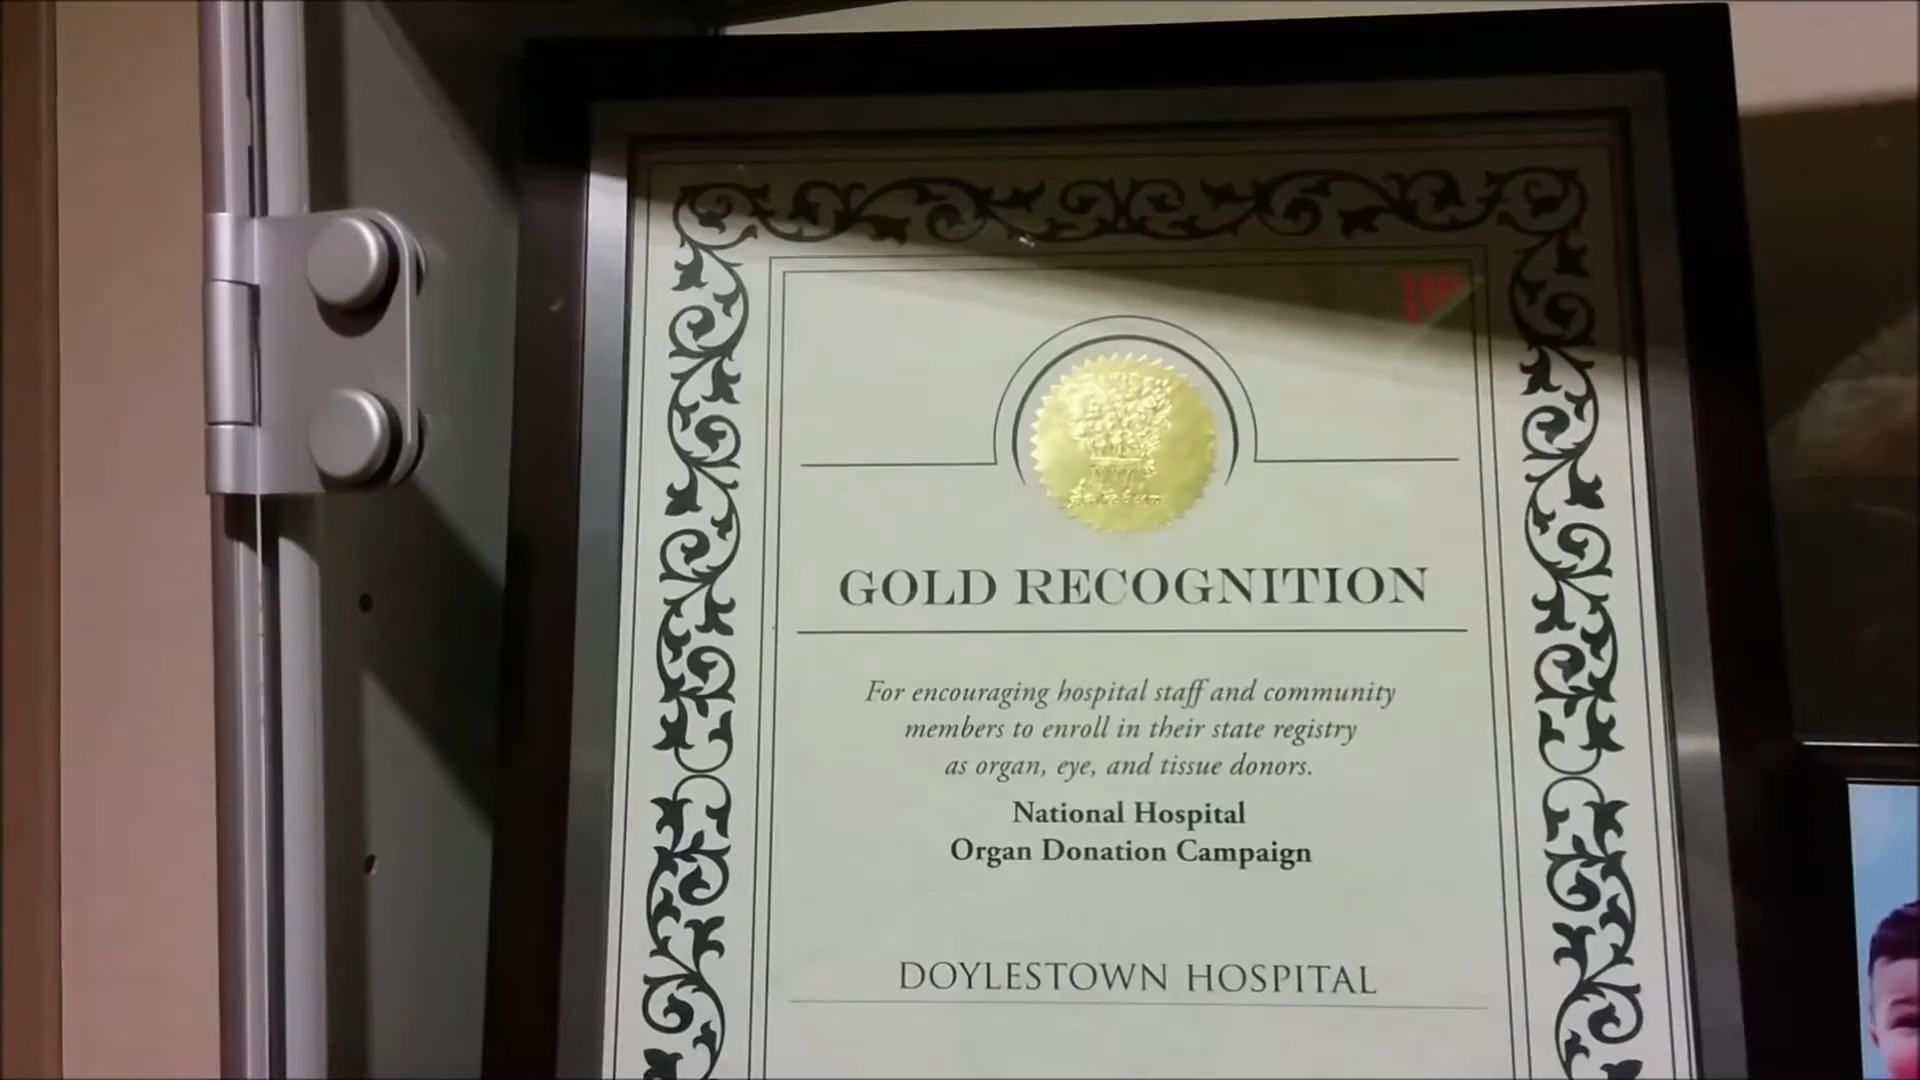 GOLD RECOGNITION
For encouraging hospital staff and community
members to enroll in their state registry
as organ, eye, and tissue donors.
National Hospital
Organ Donation Campaign
DOYLESTOWN HOSPITAL